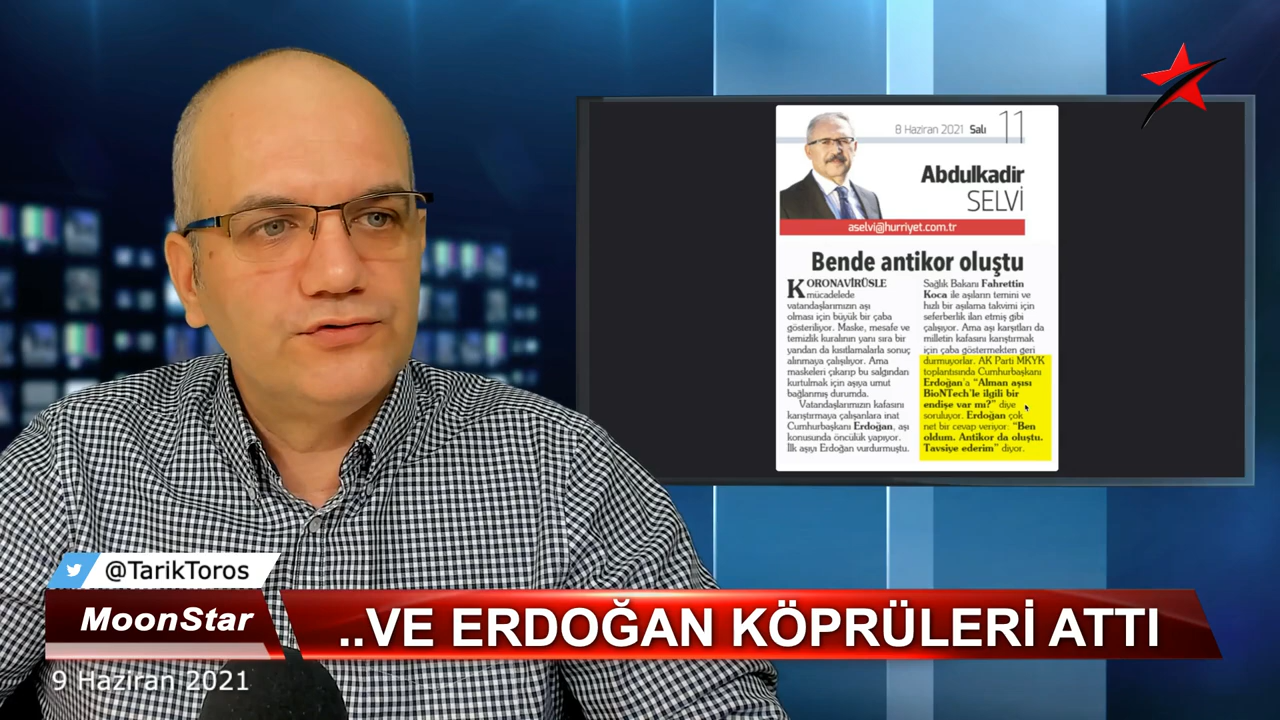 8 Haziran 2021 Salı 11
Abdulkadir
SELVİ
aselvi@hurriyet.com.tr
Bende antikor oluştu
KORONAVİRÜSLE
mücadelede
vatandaşlarımızın aşı
olması için büyük bir çaba
gösteriliyor. Maske, mesafe ve
temizlik kuralının yanı sıra bir
yandan da kısıtlamalarla sonuç
alınmaya çalışılıyor. Ama
maskeleri çıkarıp bu salgından
kurtulmak için aşıya umut
bağlanmış durumda.
Vatandaşlarımızın kafasını
karıştırmaya çalışanlara inat
Cumhurbaşkanı Erdoğan, aşı
konusunda öncülük yapıyor.
İlk aşıyı Erdoğan vurdurmuştu.
Sağlık Bakanı Fahrettin
Koca ile aşıların temini ve
hızlı bir aşılama takvimi için
seferberlik ilan etmiş gibi
çalışıyor. Ama aşı karşıtları da
milletin kafasını karıştırmak
için çaba göstermekten geri
durmuyorlar. AK Parti MKYK
toplantısında Cumhurbaşkanı
Erdoğan'a "Alman aşısı
BioNTech'le ilgili bir
endişe var mı?" diye
soruluyor. Erdoğan çok
net bir cevap veriyor: "Ben
oldum. Antikor da oluştu.
Tavsiye ederim" diyor.
@TarikToros
MoonStar
..VE ERDOĞAN KÖPRÜLERİ ATTI
9 Haziran 2021